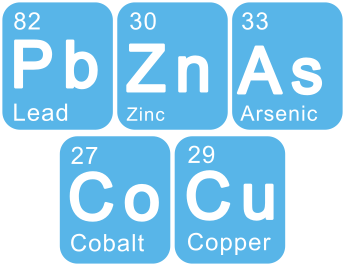 82 30 33
Pb Zn As
Lead Zinc Arsenic
27 29
Co Cu
Cobalt Copper